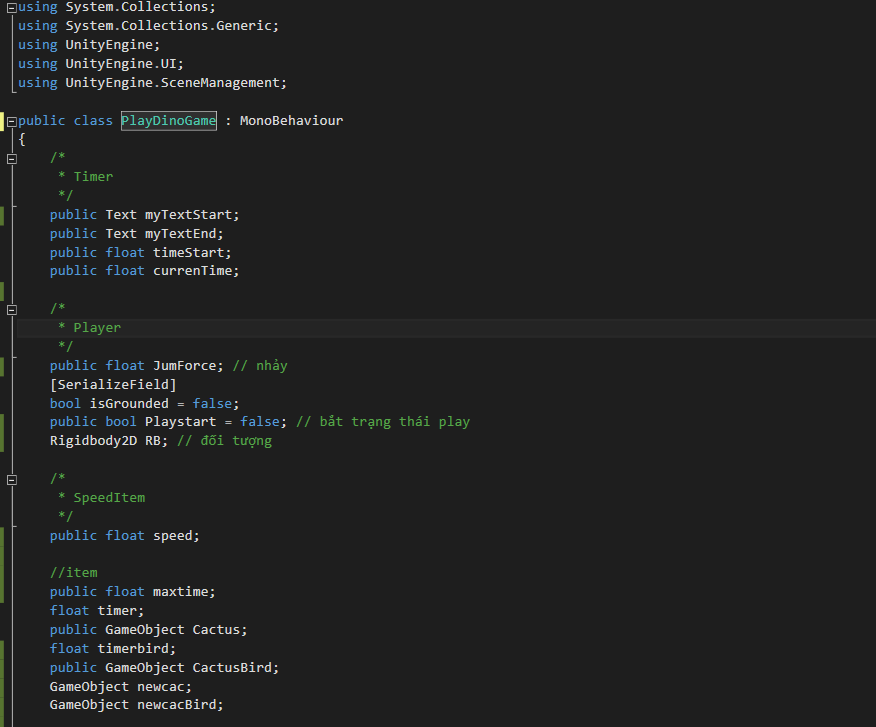 using System.Collections;
using System.Collections.Generic;
using UnityEngine;
using UnityEngine.UI;
using UnityEngine.SceneManagement;
public class PlayDinoGame : MonoBehaviour
{
/*
* Timer
*/
public Text myTextStart;
public Text myTextEnd;
public float timeStart;
public float currenTime;
/*
* Player
*/
public float JumForce; // nhảy
[SerializeField]
bool isGrounded = false;
public bool Playstart = false; // bắt trạng thái play
Rigidbody2D RB; // đối tượng
/*
* SpeedItem
*/
public float speed;
//item
public float maxtime;
float timer;
public GameObject Cactus;
float timerbird;
public GameObject CactusBird;
GameObject newcac;
GameObject newcacBird;